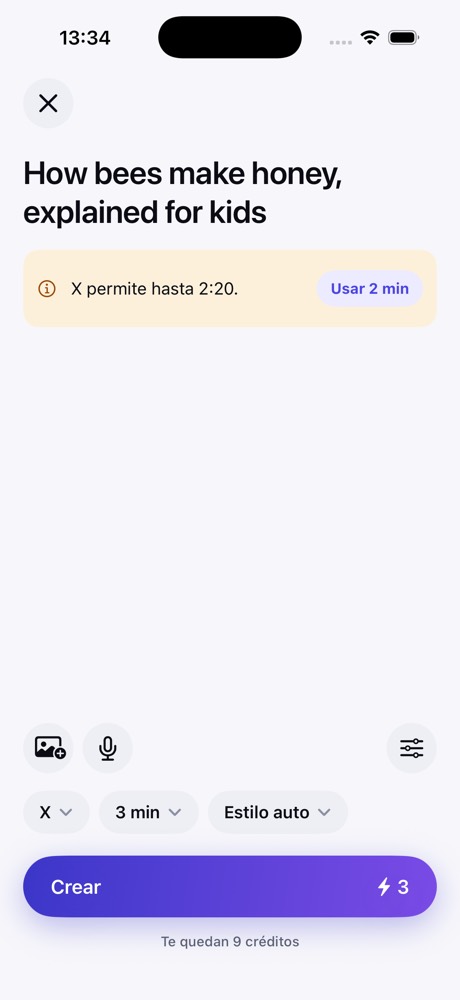 13:34
How bees make honey,
explained for kids
X permite hasta 2:20.
Usar 2 min
X
3 min
Estilo auto
Crear
3
Te quedan 9 créditos